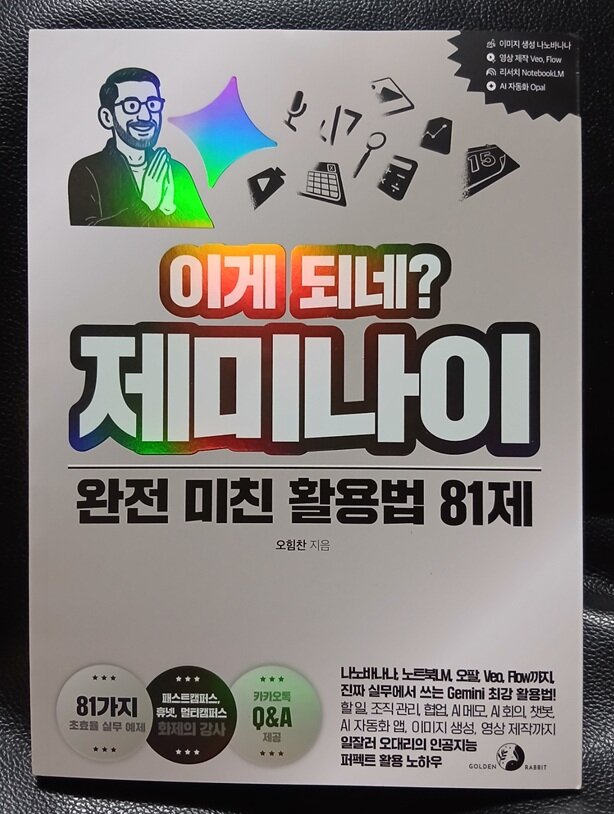 이미지 생성 나노바나나
영상 제작 Veo, Flow
리서치 NotebookLM
AI 자동화 Opal
15
이게 되네?
제미나이
완전 미친 활용법 81제
오힘찬 지음
81가지
초효율 실무 예제
패스트캠퍼스,
휴넷, 멀티캠퍼스
화제의 강사
카카오톡
Q&A
제공
나노바나나, 노트북LM, 오팔, Veo, Flow까지,
진짜 실무에서 쓰는 Gemini 최강 활용법!
할 일, 조직 관리, 협업, AI 메모, AI 회의, 챗봇,
AI 자동화 앱, 이미지 생성, 영상 제작까지
일잘러 오대리의 인공지능
퍼펙트 활용 노하우
GOLDEN RABBIT